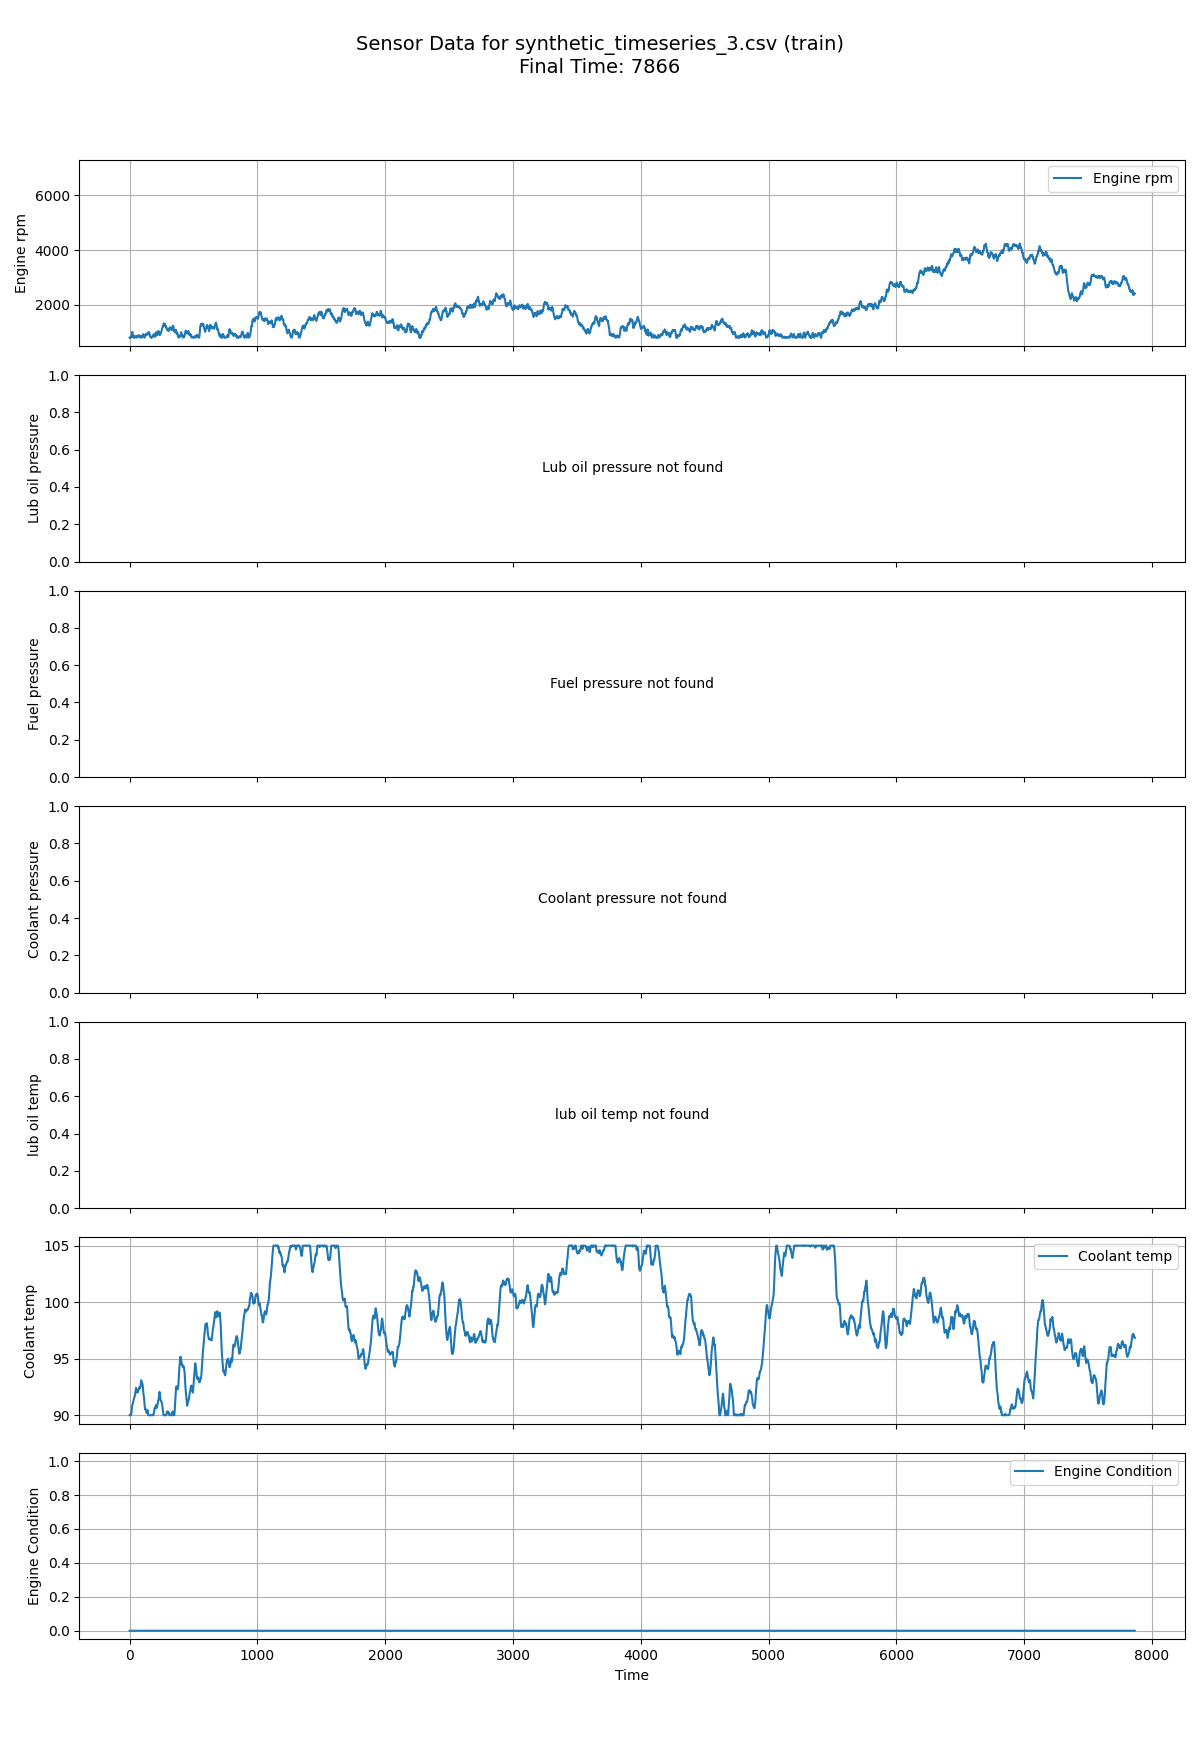 Sensor Data for synthetic_timeseries_3.csv (train)
Final Time: 7866
Engine rpm
6000
4000
2000
Engine rpm
Lub oil pressure
1.0
0.8
0.6
0.4
0.2
0.0
Lub oil pressure not found
Fuel pressure
1.0
0.8
0.6
0.4
0.2
0.0
Fuel pressure not found
Coolant pressure
1.0
0.8
0.6
0.4
0.2
0.0
Coolant pressure not found
lub oil temp
1.0
0.8
0.6
0.4
0.2
0.0
lub oil temp not found
Coolant temp
105
100
95
90
Coolant temp
Engine Condition
1.0
0.8
0.6
0.4
0.2
0.0
Engine Condition
0 1000 2000 3000 4000 5000 6000 7000 8000
Time